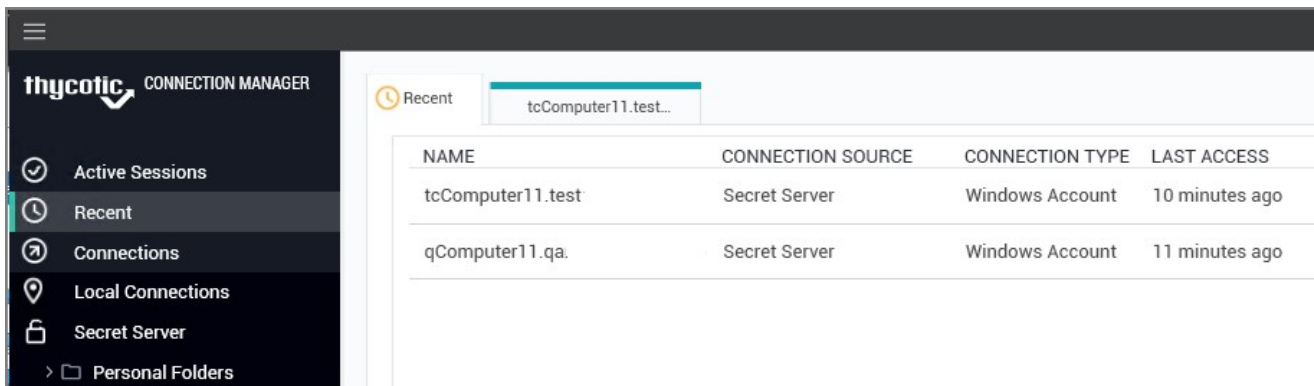 thycotic CONNECTION MANAGER
Active Sessions
Recent
Connections
Local Connections
Secret Server
Personal Folders
Recent
tcComputer11.test...
NAME CONNECTION SOURCE CONNECTION TYPE LAST ACCESS
tcComputer11.test Secret Server Windows Account 10 minutes ago
qComputer11.qa. Secret Server Windows Account 11 minutes ago